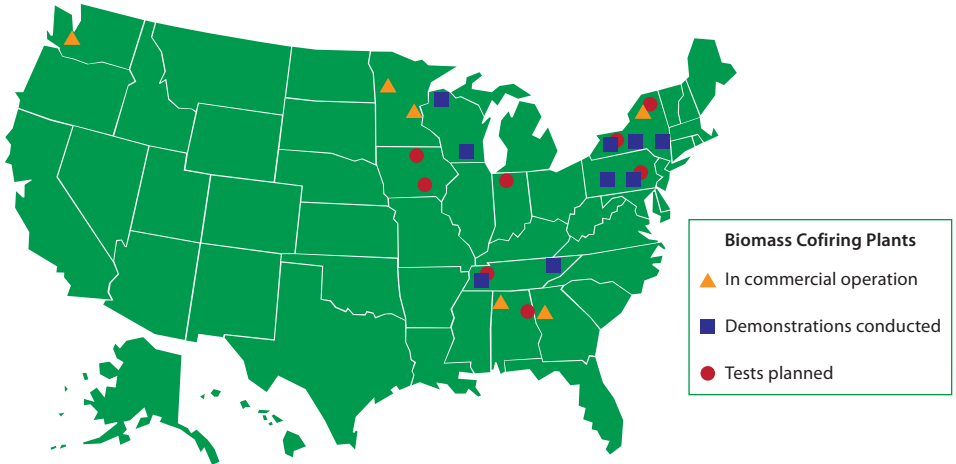 Biomass Cofiring Plants
In commercial operation
Demonstrations conducted
Tests planned